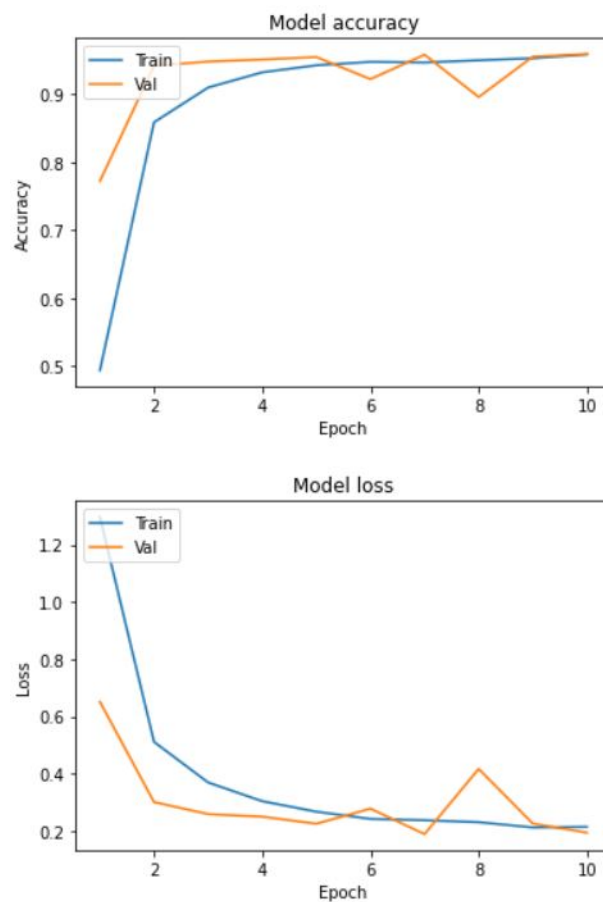 Model accuracy
Train
Val
0.9
0.8
0.7
0.6
0.5
Accuracy
2 4 6 8 10
Epoch
Model loss
Train
Val
1.2
1.0
0.8
0.6
0.4
0.2
Loss
2 4 6 8 10
Epoch